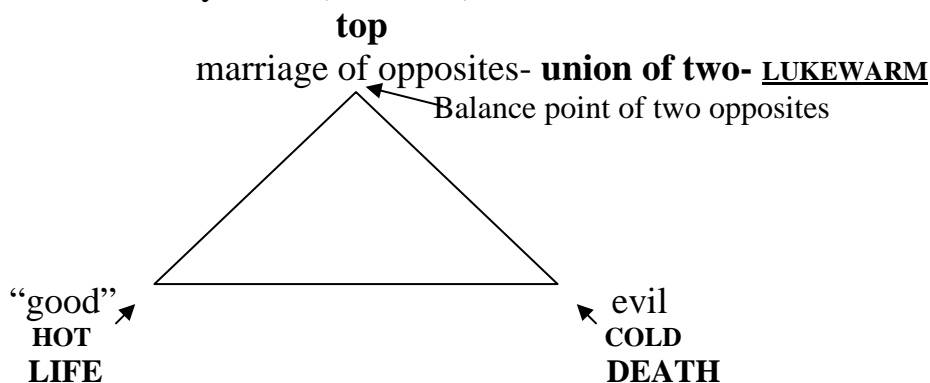 top
marriage of opposites- union of two- LUKEWARM
Balance point of two opposites
“good” evil
HOT COLD
LIFE DEATH